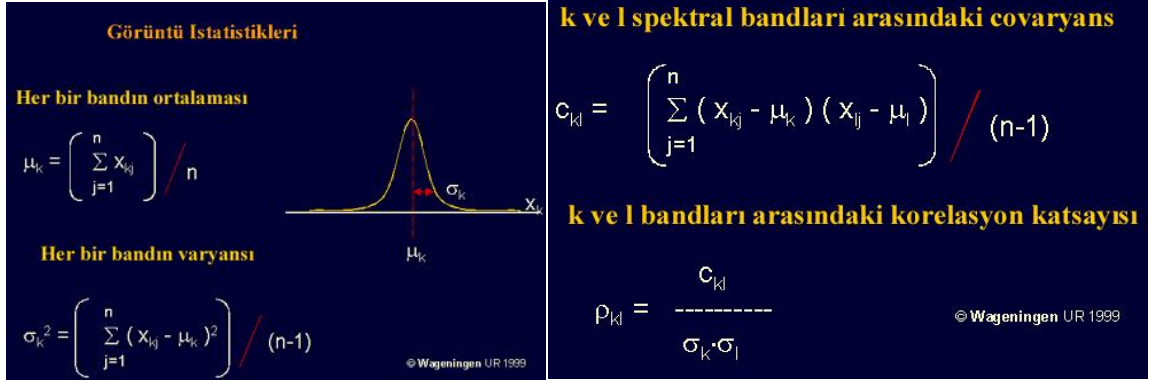 Görüntü Istatistikleri
Her bir bandın ortalaması
μk = ( n Σ j=1 xkj ) / n
σk
xk
μk
Her bir bandın varyansı
σk² = ( n Σ j=1 ( xkj - μk )² ) / (n-1)
© Wageningen UR 1999
k ve l spektral bandları arasındaki covaryans
ckl = ( n Σ j=1 ( xkj - μk ) ( xlj - μl ) ) / (n-1)
k ve l bandları arasındaki korelasyon katsayısı
ρkl = ckl
----------
σk·σl
© Wageningen UR 1999